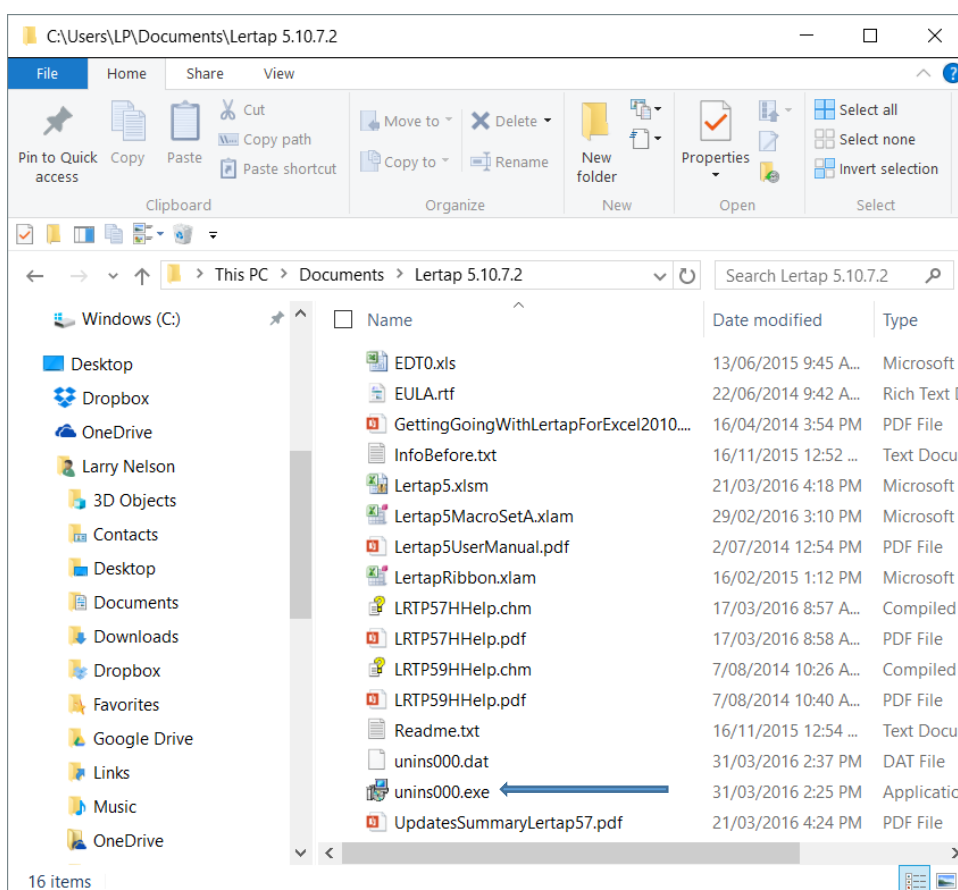 C:\Users\LP\Documents\Lertap 5.10.7.2
File Home Share View
Pin to Quick access
Copy
Paste
Cut
Copy path
Paste shortcut
Clipboard
Move to
Copy to
Delete
Rename
Organize
New folder
New
Properties
Open
Select all
Select none
Invert selection
Select
This PC > Documents > Lertap 5.10.7.2
Search Lertap 5.10.7.2
Windows (C:)
Desktop
Dropbox
OneDrive
Larry Nelson
3D Objects
Contacts
Desktop
Documents
Downloads
Dropbox
Favorites
Google Drive
Links
Music
OneDrive
Name Date modified Type
EDT0.xls 13/06/2015 9:45 A... Microsoft
EULA.rtf 22/06/2014 9:42 A... Rich Text
GettingGoingWithLertapForExcel2010.... 16/04/2014 3:54 PM PDF File
InfoBefore.txt 16/11/2015 12:52 ... Text Docu
Lertap5.xlsm 21/03/2016 4:18 PM Microsoft
Lertap5MacroSetA.xlam 29/02/2016 3:10 PM Microsoft
Lertap5UserManual.pdf 2/07/2014 12:54 PM PDF File
LertapRibbon.xlam 16/02/2015 1:12 PM Microsoft
LRTP57HHelp.chm 17/03/2016 8:57 A... Compiled
LRTP57HHelp.pdf 17/03/2016 8:58 A... PDF File
LRTP59HHelp.chm 7/08/2014 10:26 A... Compiled
LRTP59HHelp.pdf 7/08/2014 10:40 A... PDF File
Readme.txt 16/11/2015 12:54 ... Text Docu
unins000.dat 31/03/2016 2:37 PM DAT File
unins000.exe 31/03/2016 2:25 PM Applicatic
UpdatesSummaryLertap57.pdf 21/03/2016 4:24 PM PDF File
16 items